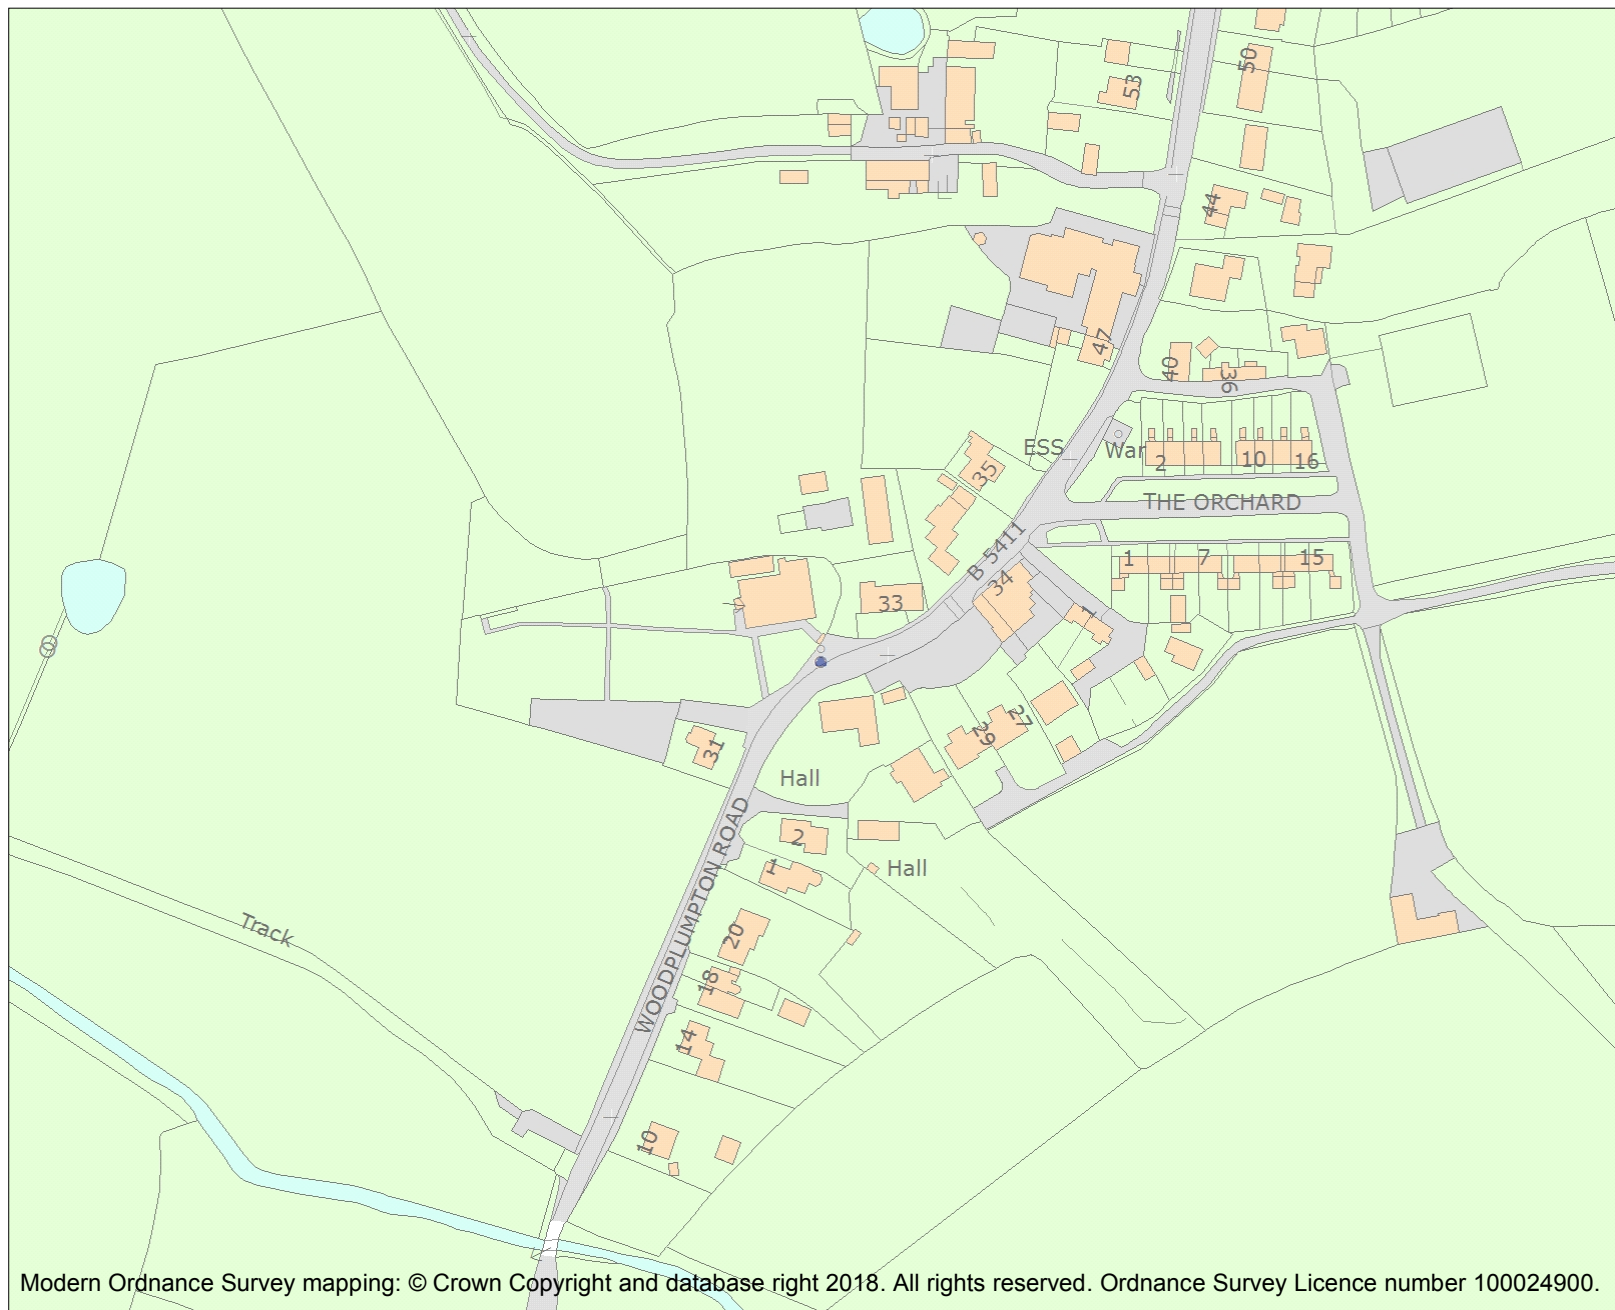 50
53
44
47
40
36
ESS
War
35
2
10
16
THE ORCHARD
B 5411
1
7
15
34
33
1
27
29
31
Hall
WOODPLUMPTON ROAD
2
1
Hall
20
Track
18
14
10
Modern Ordnance Survey mapping: © Crown Copyright and database right 2018. All rights reserved. Ordnance Survey Licence number 100024900.